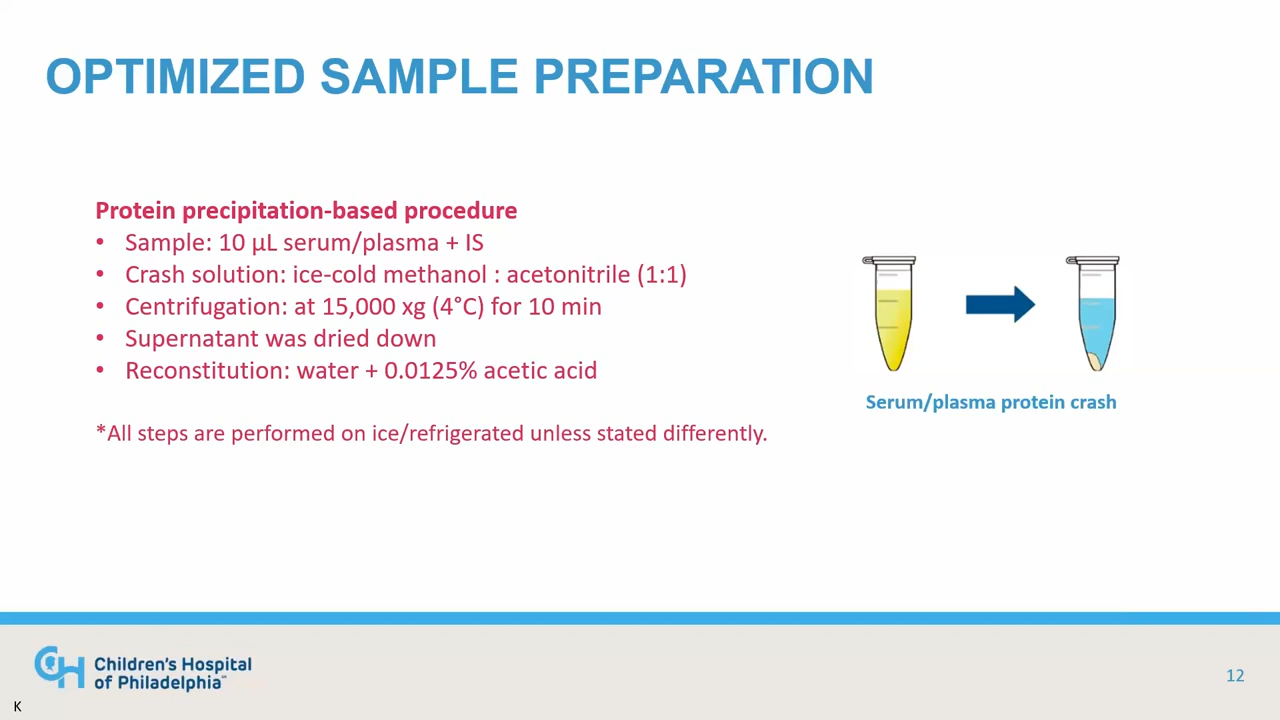 OPTIMIZED SAMPLE PREPARATION
Protein precipitation-based procedure
• Sample: 10 µL serum/plasma + IS
• Crash solution: ice-cold methanol : acetonitrile (1:1)
• Centrifugation: at 15,000 xg (4°C) for 10 min
• Supernatant was dried down
• Reconstitution: water + 0.0125% acetic acid
*All steps are performed on ice/refrigerated unless stated differently.
Serum/plasma protein crash
CH Children's Hospital
of Philadelphia℠
12
K